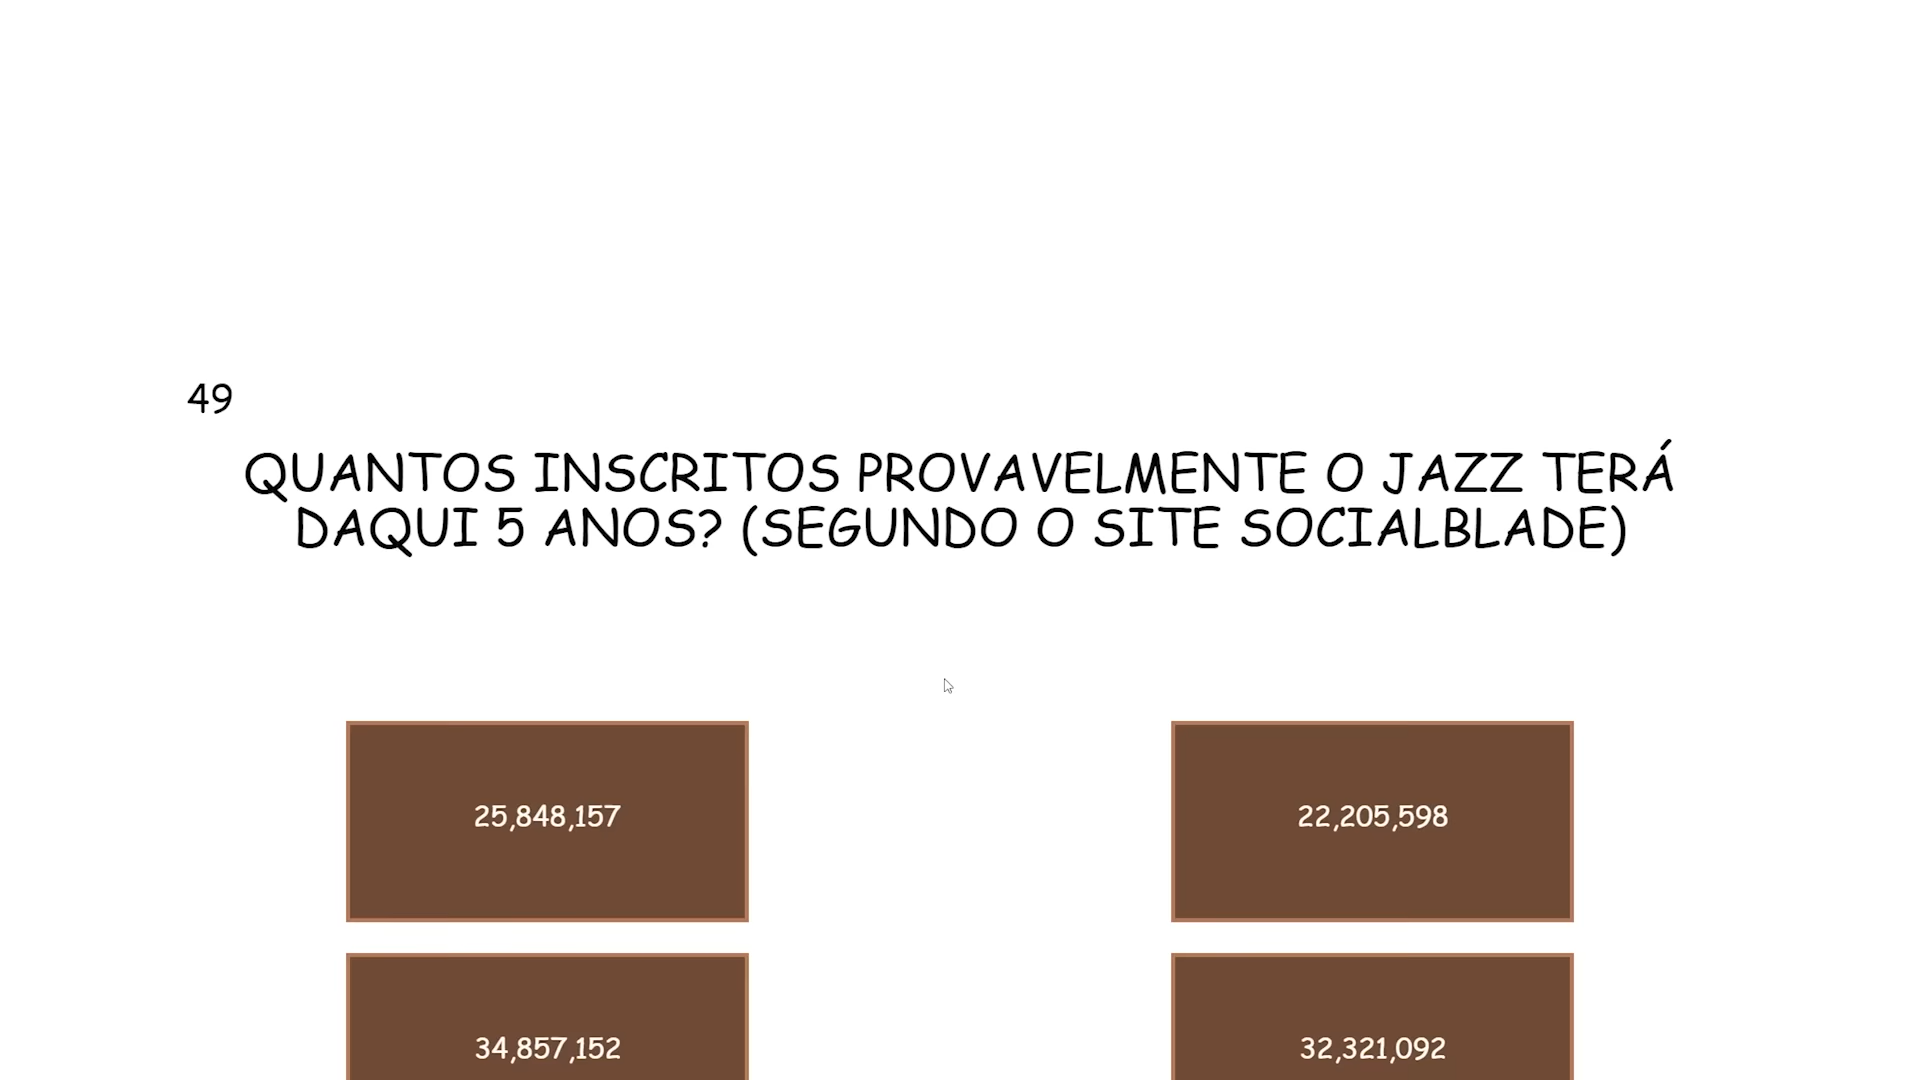 49
QUANTOS INSCRITOS PROVAVELMENTE O JAZZ TERÁ
DAQUI 5 ANOS? (SEGUNDO O SITE SOCIALBLADE)
25,848,157
22,205,598
34,857,152
32,321,092